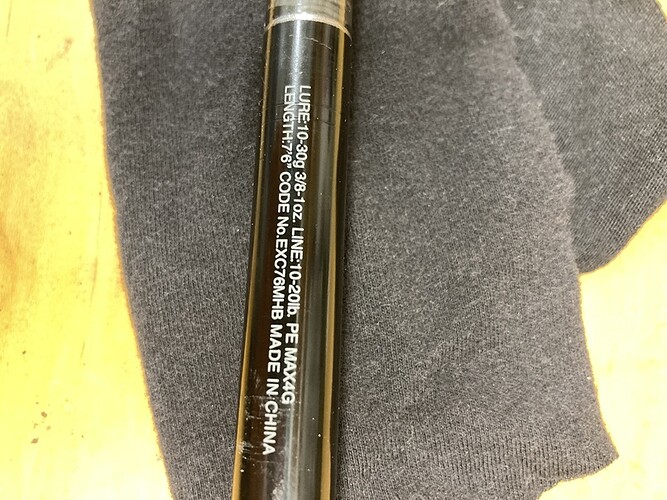 LURE:10-30g 3/8-1oz. LINE:10-20lb. PE MAX4G
LENGTH:7'6" CODE No.EXC76MHB MADE IN CHINA